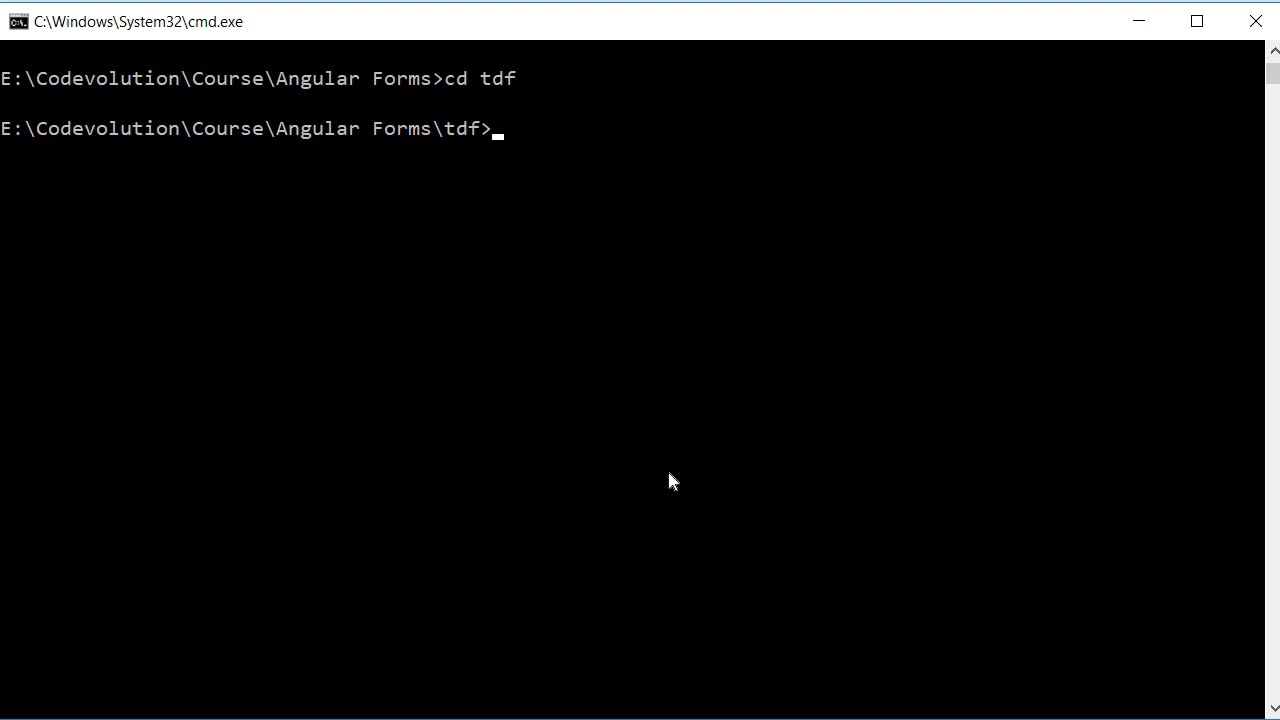 C:\Windows\System32\cmd.exe
E:\Codevolution\Course\Angular Forms>cd tdf
E:\Codevolution\Course\Angular Forms\tdf>